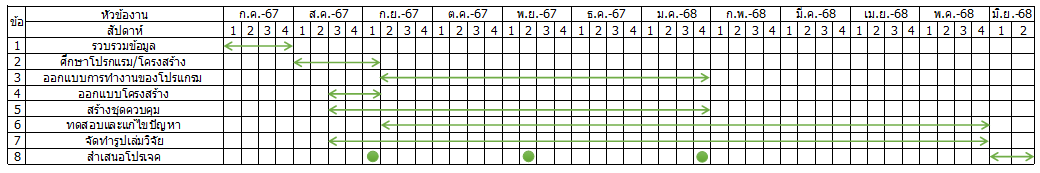 ข้อ หัวข้องาน ก.ค.-67 ส.ค.-67 ก.ย.-67 ต.ค.-67 พ.ย.-67 ธ.ค.-67 ม.ค.-68 ก.พ.-68 มี.ค.-68 เม.ย.-68 พ.ค.-68 มิ.ย.-68
สัปดาห์ 1 2 3 4 1 2 3 4 1 2 3 4 1 2 3 4 1 2 3 4 1 2 3 4 1 2 3 4 1 2 3 4 1 2 3 4 1 2 3 4 1 2 3 4 1 2
1 รวบรวมข้อมูล
2 ศึกษาโปรกแรม/โครงสร้าง
3 ออกแบบการทำงานของโปรแกรม
4 ออกแบบโครงสร้าง
5 สร้างชุดควบคุม
6 ทดสอบและแก้ไขปัญหา
7 จัดทำรูปเล่มวิจัย
8 สำเสนอโปรเจค